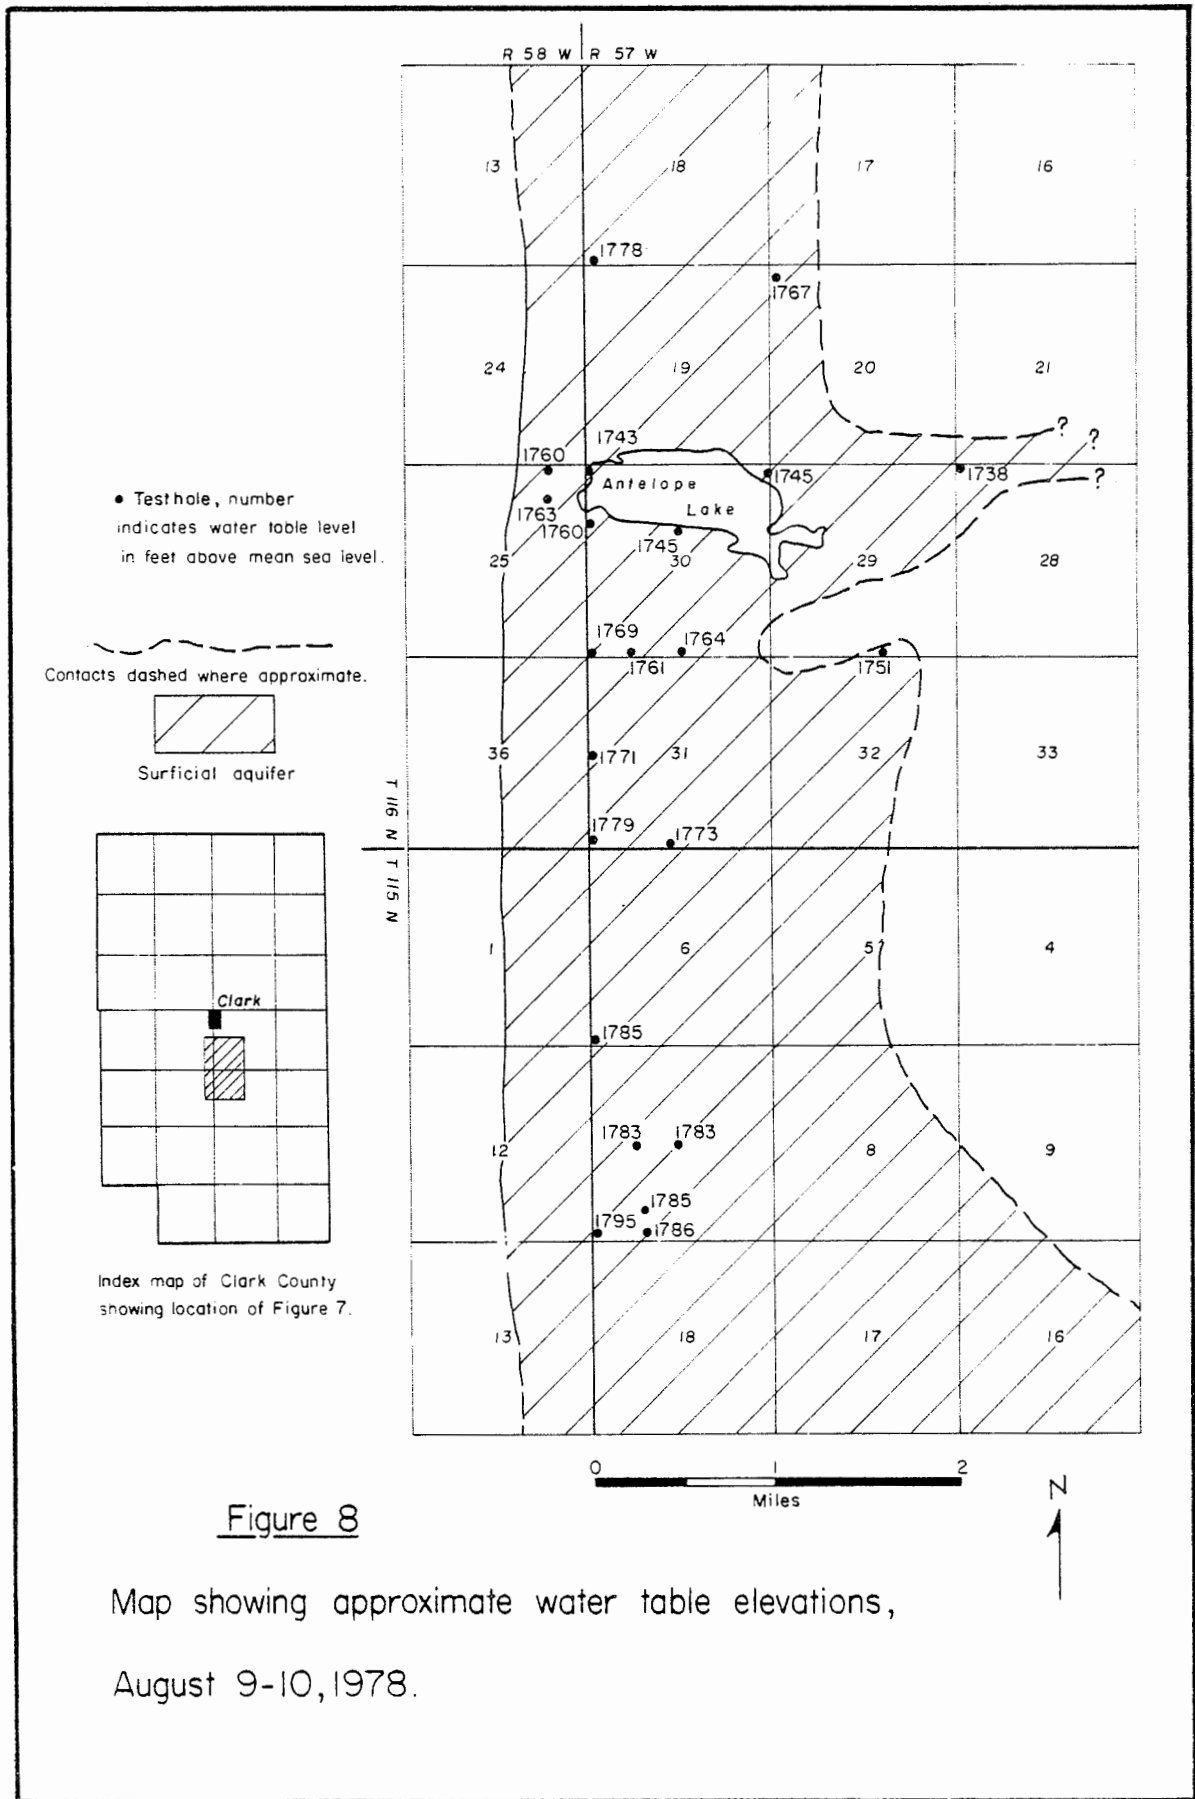 R 58 W R 57 W
13 18 17 16
1778
1767
24 19 20 21
1743
?
?
1760
1745
1738
?
Antelope
Lake
1763
1760
1745
25 30 29 28
● Testhole, number
indicates water table level
in feet above mean sea level.
1769
1764
1761
1751
Contacts dashed where approximate.
Surficial aquifer
36 1771 31 32 33
1779
1773
T 116 N
T 115 N
1 6 5 4
Clark
1785
1783
1783
12 8 9
1785
1795
1786
Index map of Clark County
showing location of Figure 7.
13 18 17 16
0 1 2
Miles
N
Figure 8
Map showing approximate water table elevations,
August 9-10, 1978.